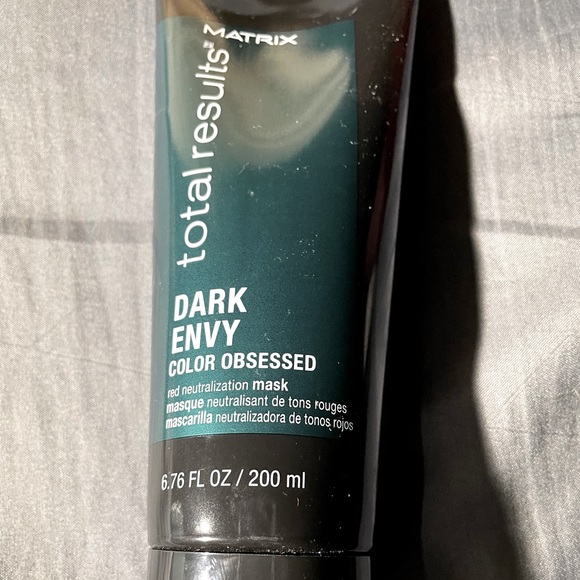 MATRIX
total results™
DARK
ENVY
COLOR OBSESSED
red neutralization mask
masque neutralisant de tons rouges
mascarilla neutralizadora de tonos rojos
6.76 FL OZ / 200 ml